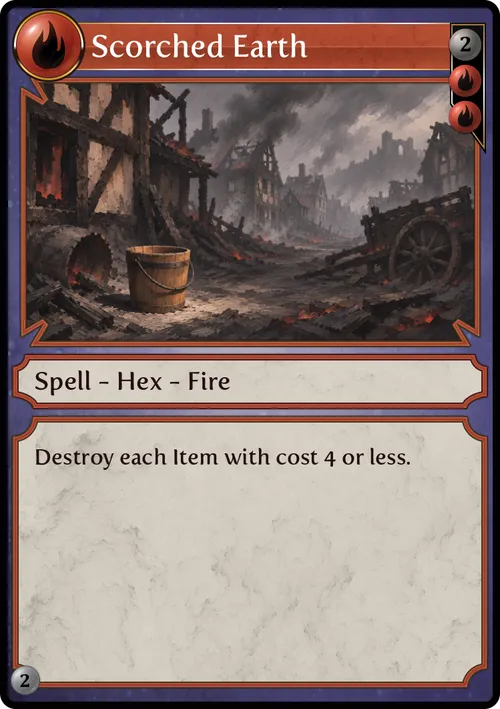 Scorched Earth
2
Spell - Hex - Fire
Destroy each Item with cost 4 or less.
2